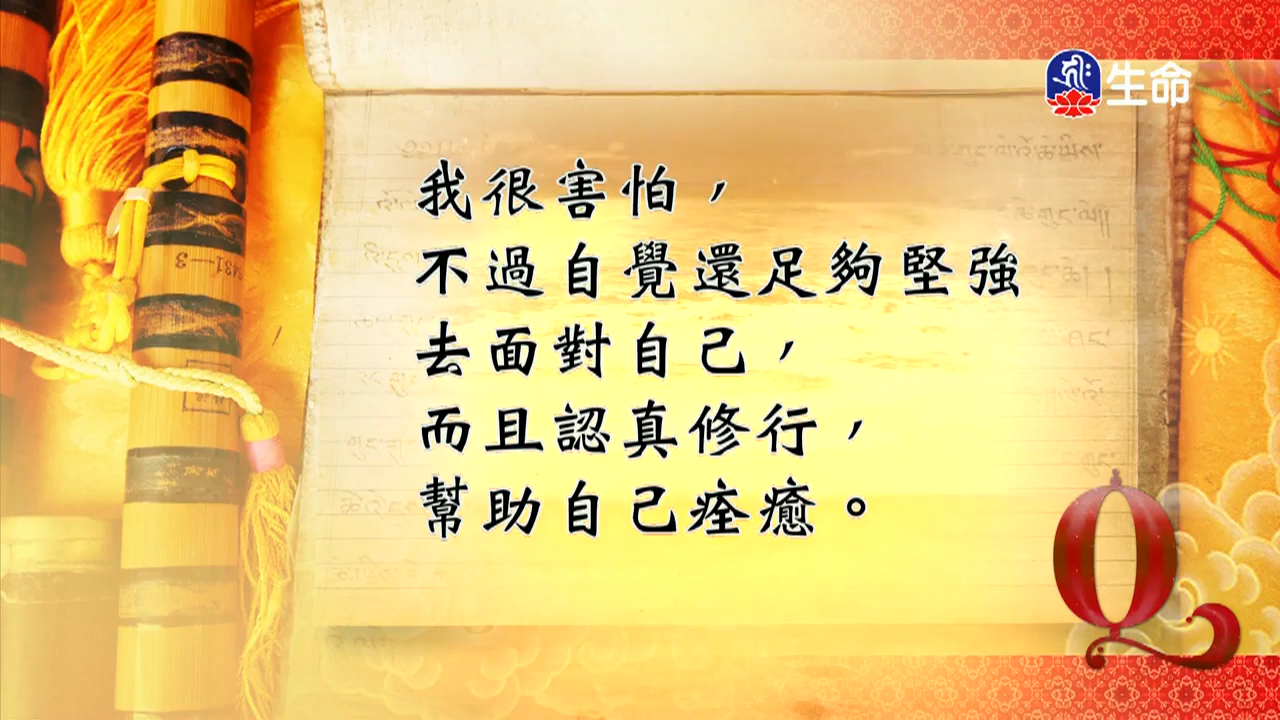 生命
我很害怕，
不過自覺還足夠堅強
去面對自己，
而且認真修行，
幫助自己痊癒。
Q